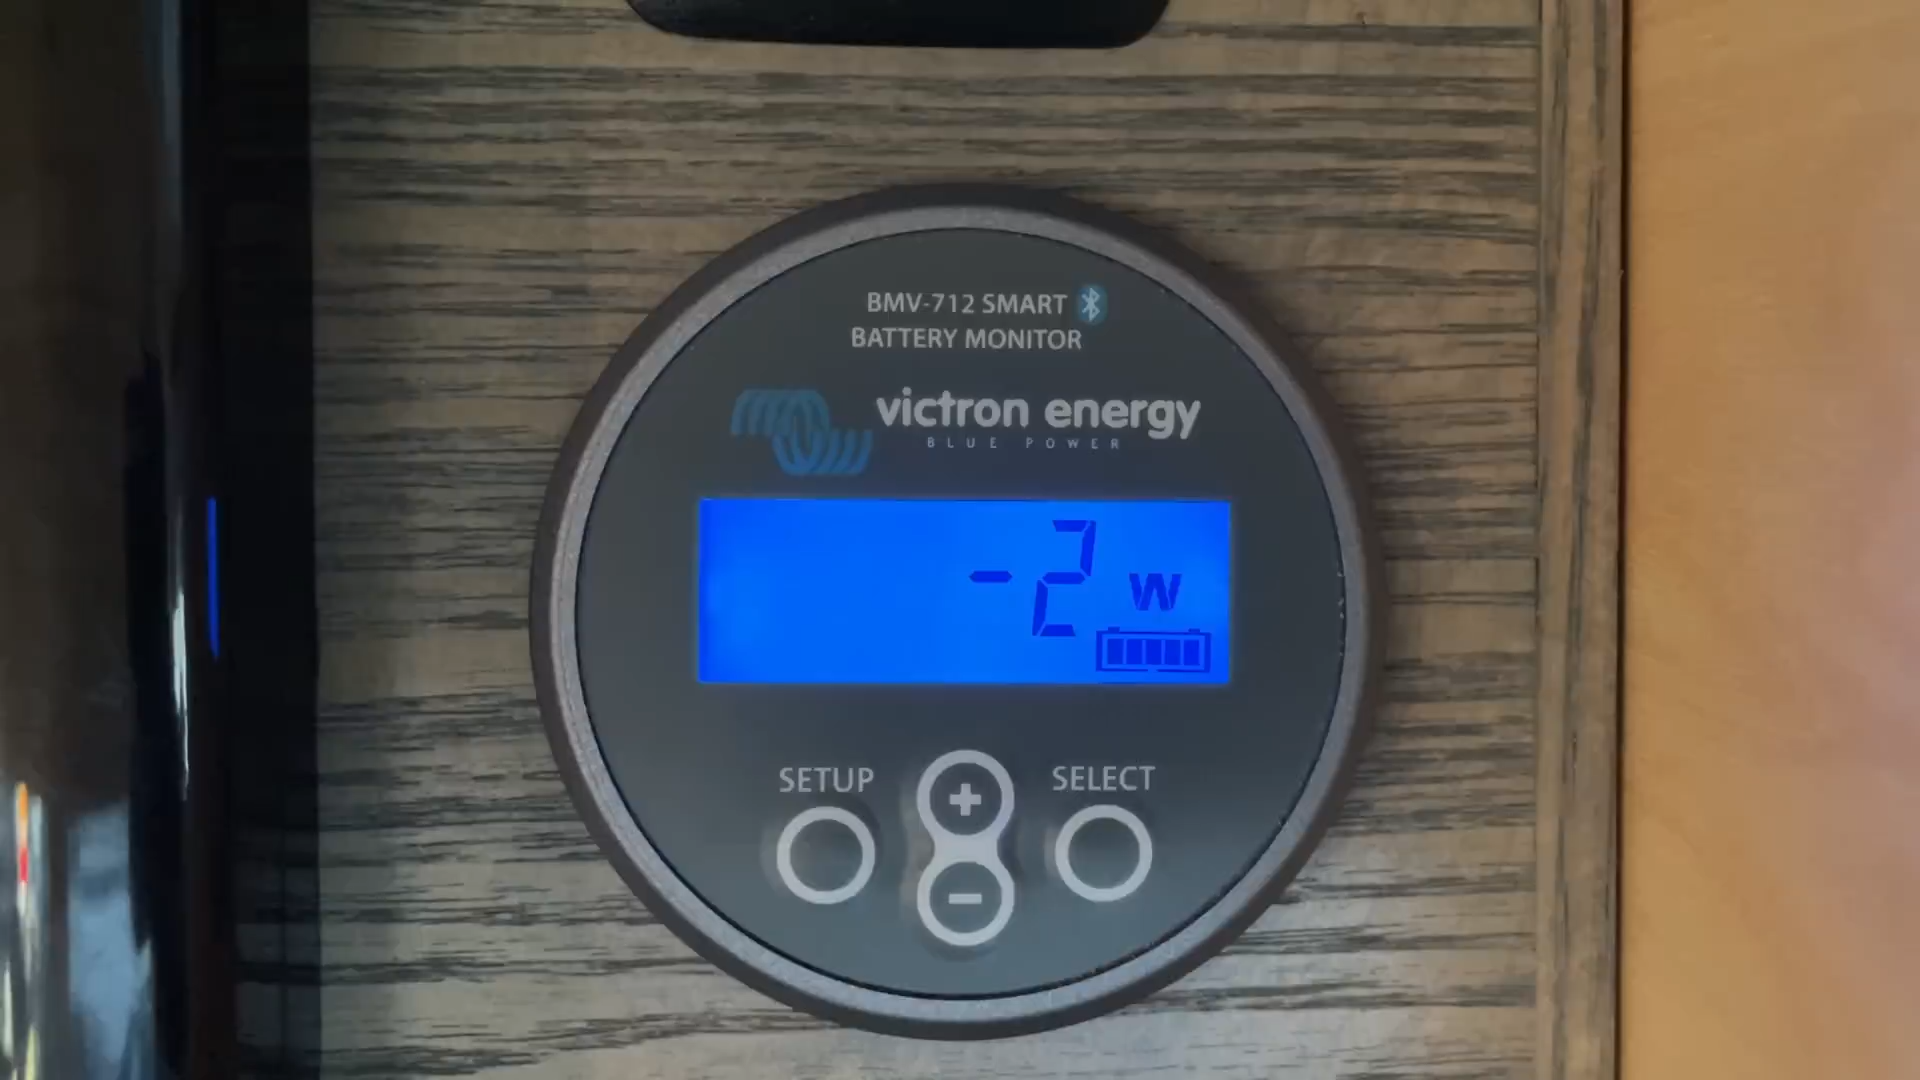 BMV-712 SMART
BATTERY MONITOR
victron energy
BLUE POWER
-2 W
SETUP
+
SELECT
-